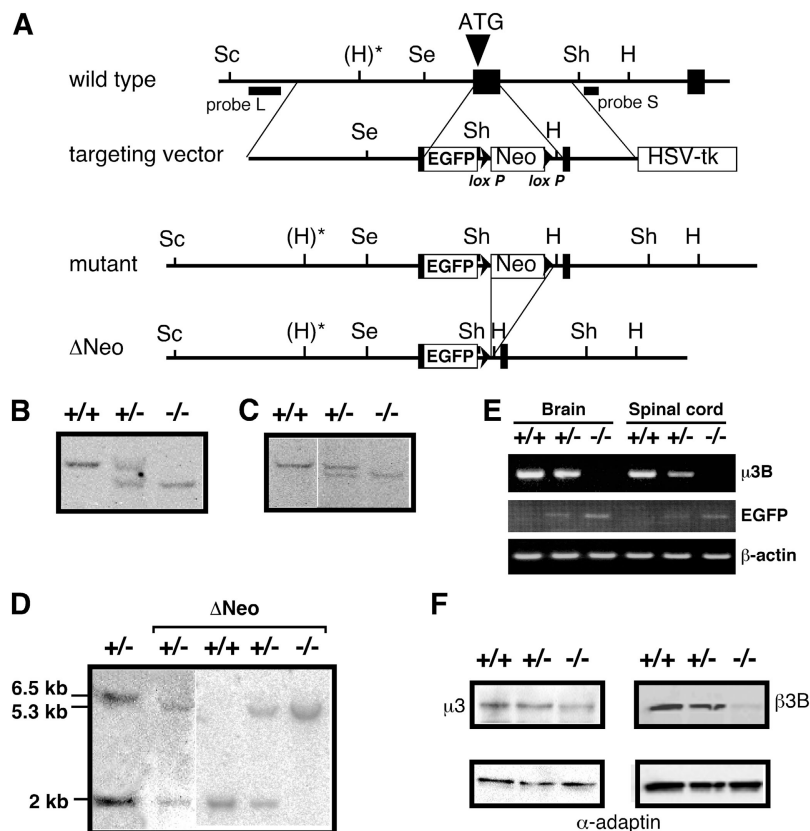 A
ATG
Sc (H)* Se Sh H
wild type
probe L probe S
Se Sh H
targeting vector EGFP Neo HSV-tk
lox P lox P
Sc (H)* Se Sh H Sh H
mutant EGFP Neo
Sc (H)* Se Sh H Sh H
ΔNeo EGFP
B +/+ +/- -/-
C +/+ +/- -/-
E Brain Spinal cord
+/+ +/- -/- +/+ +/- -/-
μ3B
EGFP
β-actin
D ΔNeo
+/- +/- +/+ +/- -/-
6.5 kb
5.3 kb
2 kb
F
+/+ +/- -/- +/+ +/- -/-
μ3 β3B
α-adaptin